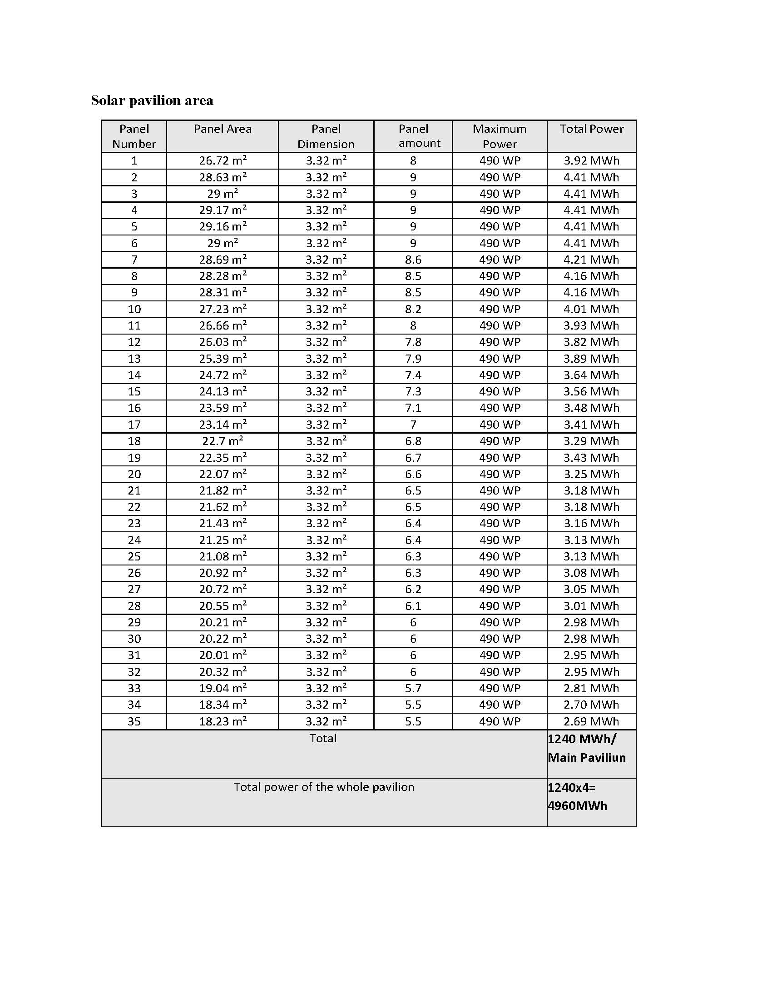 Solar pavilion area
Panel Number Panel Area Panel Dimension Panel amount Maximum Power Total Power
1 26.72 m² 3.32 m² 8 490 WP 3.92 MWh
2 28.63 m² 3.32 m² 9 490 WP 4.41 MWh
3 29 m² 3.32 m² 9 490 WP 4.41 MWh
4 29.17 m² 3.32 m² 9 490 WP 4.41 MWh
5 29.16 m² 3.32 m² 9 490 WP 4.41 MWh
6 29 m² 3.32 m² 9 490 WP 4.41 MWh
7 28.69 m² 3.32 m² 8.6 490 WP 4.21 MWh
8 28.28 m² 3.32 m² 8.5 490 WP 4.16 MWh
9 28.31 m² 3.32 m² 8.5 490 WP 4.16 MWh
10 27.23 m² 3.32 m² 8.2 490 WP 4.01 MWh
11 26.66 m² 3.32 m² 8 490 WP 3.93 MWh
12 26.03 m² 3.32 m² 7.8 490 WP 3.82 MWh
13 25.39 m² 3.32 m² 7.9 490 WP 3.89 MWh
14 24.72 m² 3.32 m² 7.4 490 WP 3.64 MWh
15 24.13 m² 3.32 m² 7.3 490 WP 3.56 MWh
16 23.59 m² 3.32 m² 7.1 490 WP 3.48 MWh
17 23.14 m² 3.32 m² 7 490 WP 3.41 MWh
18 22.7 m² 3.32 m² 6.8 490 WP 3.29 MWh
19 22.35 m² 3.32 m² 6.7 490 WP 3.43 MWh
20 22.07 m² 3.32 m² 6.6 490 WP 3.25 MWh
21 21.82 m² 3.32 m² 6.5 490 WP 3.18 MWh
22 21.62 m² 3.32 m² 6.5 490 WP 3.18 MWh
23 21.43 m² 3.32 m² 6.4 490 WP 3.16 MWh
24 21.25 m² 3.32 m² 6.4 490 WP 3.13 MWh
25 21.08 m² 3.32 m² 6.3 490 WP 3.13 MWh
26 20.92 m² 3.32 m² 6.3 490 WP 3.08 MWh
27 20.72 m² 3.32 m² 6.2 490 WP 3.05 MWh
28 20.55 m² 3.32 m² 6.1 490 WP 3.01 MWh
29 20.21 m² 3.32 m² 6 490 WP 2.98 MWh
30 20.22 m² 3.32 m² 6 490 WP 2.98 MWh
31 20.01 m² 3.32 m² 6 490 WP 2.95 MWh
32 20.32 m² 3.32 m² 6 490 WP 2.95 MWh
33 19.04 m² 3.32 m² 5.7 490 WP 2.81 MWh
34 18.34 m² 3.32 m² 5.5 490 WP 2.70 MWh
35 18.23 m² 3.32 m² 5.5 490 WP 2.69 MWh
Total 1240 MWh/
Main Paviliun
Total power of the whole pavilion 1240x4=
4960MWh